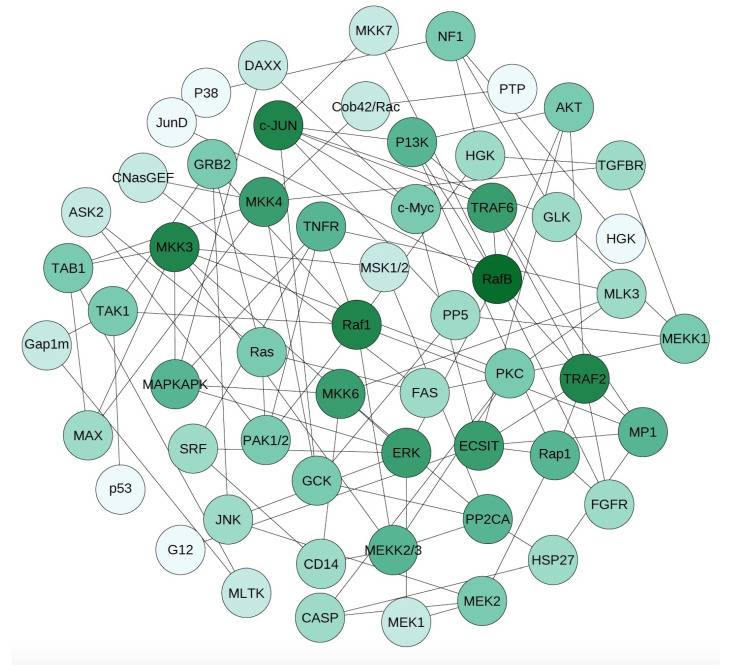 MKK7
NF1
DAXX
P38
PTP
Cob42/Rac
AKT
JunD
c-JUN
P13K
HGK
GRB2
TGFBR
CNasGEF
MKK4
c-Myc
TRAF6
GLK
ASK2
TNFR
HGK
MKK3
TAB1
MSK1/2
RafB
MLK3
TAK1
PP5
Raf1
MEKK1
Gap1m
Ras
PKC
TRAF2
MAPKAPK
MKK6
FAS
MAX
MP1
SRF
PAK1/2
ERK
ECSIT
Rap1
p53
GCK
FGFR
JNK
PP2CA
G12
CD14
MEKK2/3
HSP27
MLTK
MEK2
CASP
MEK1